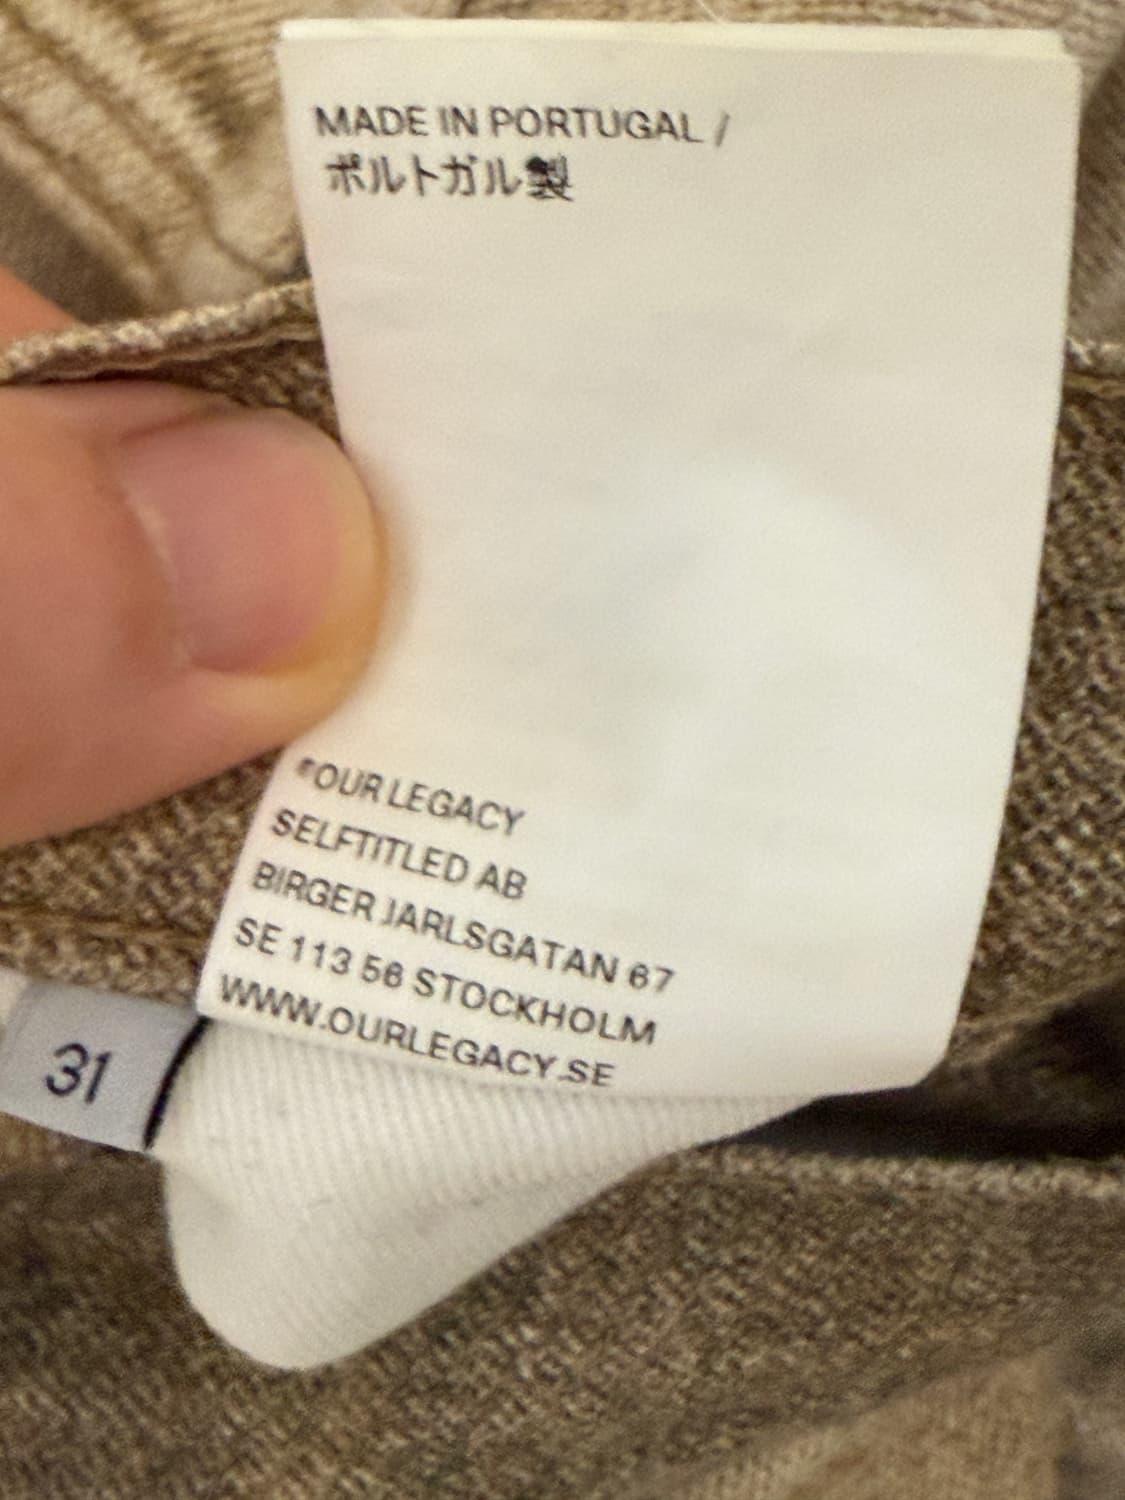 MADE IN PORTUGAL /
ポルトガル製
*OUR LEGACY
SELFTITLED AB
BIRGER JARLSGATAN 67
SE 113 56 STOCKHOLM
WWW.OURLEGACY.SE
31